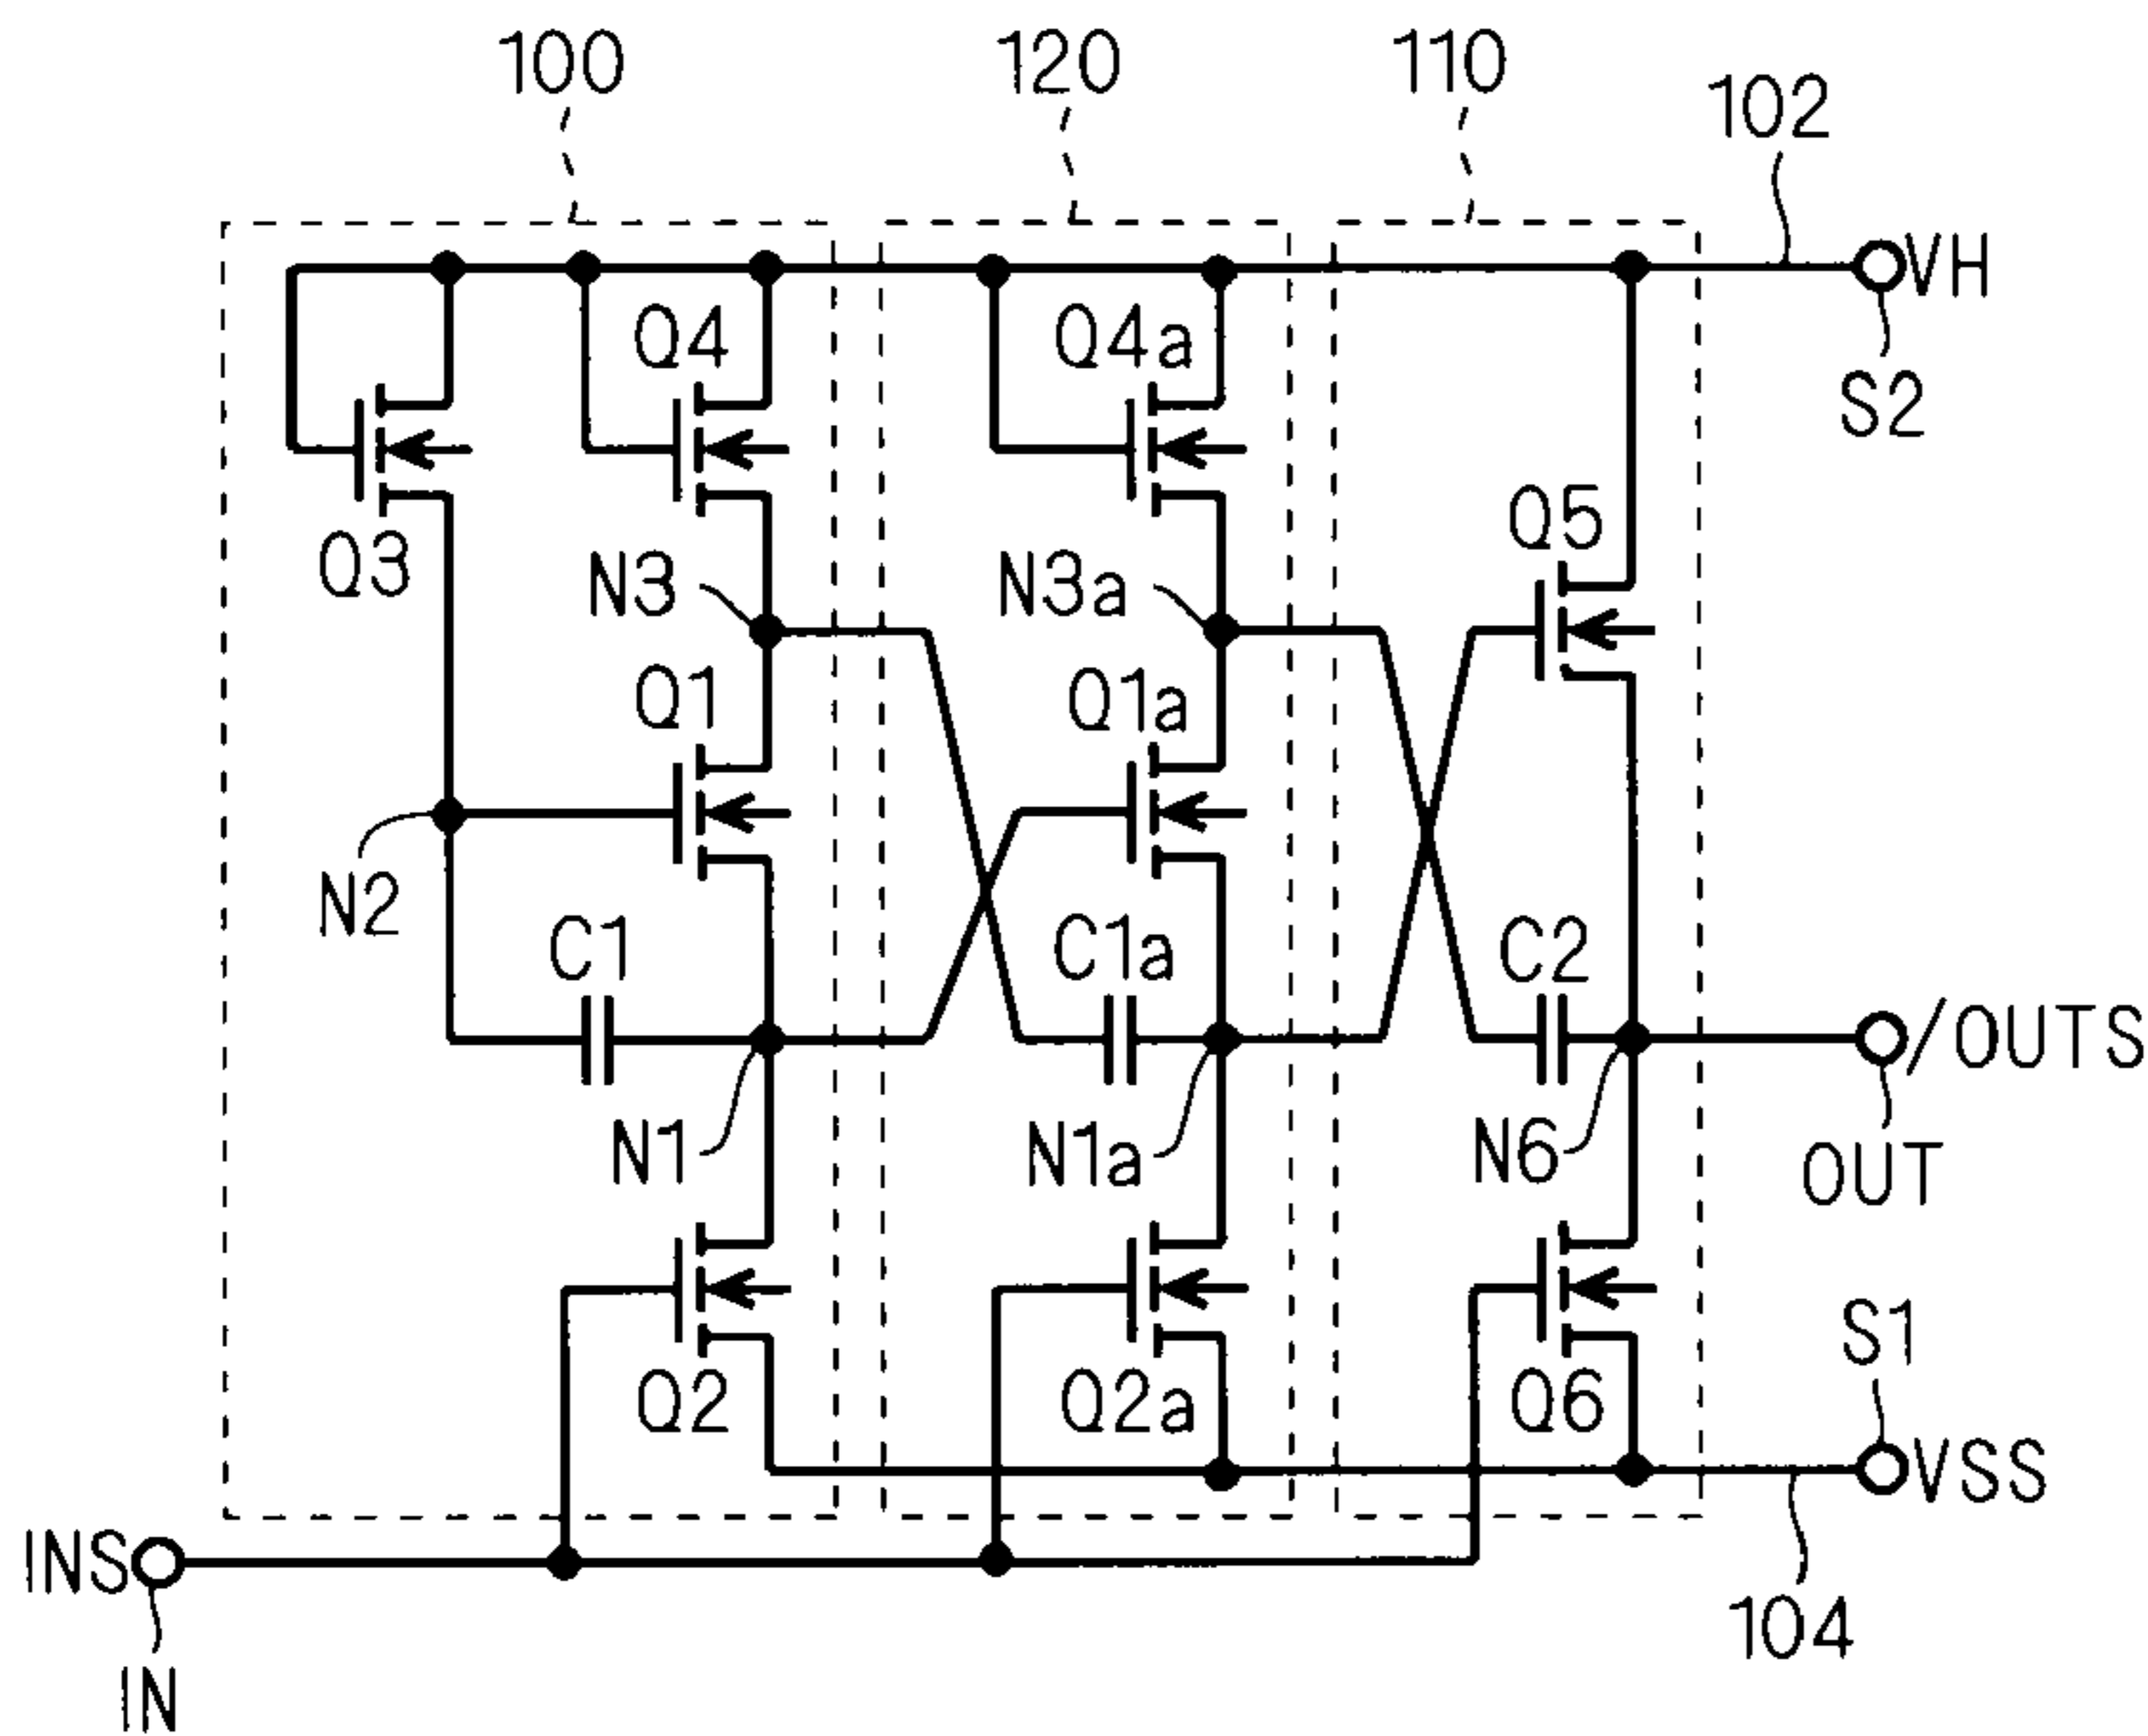 100
120
110
102
VH
S2
Q4
Q4a
Q5
Q3
N3
N3a
Q1
Q1a
N2
C1
C1a
C2
/OUTS
N1
N1a
N6
OUT
S1
Q2
Q2a
Q6
VSS
INS
104
IN